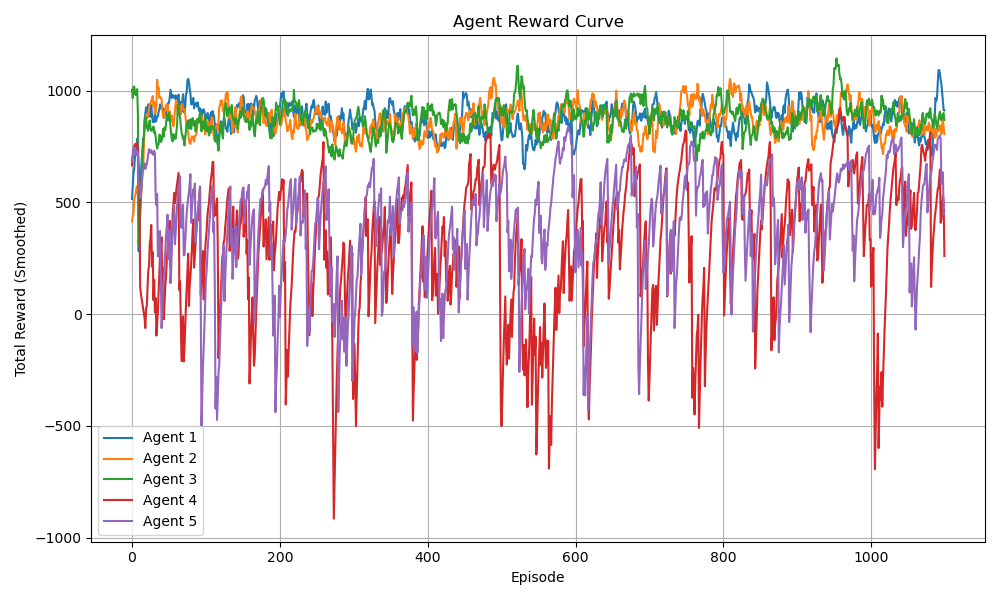 Agent Reward Curve
Total Reward (Smoothed)
1000
500
0
−500
−1000
Agent 1
Agent 2
Agent 3
Agent 4
Agent 5
0 200 400 600 800 1000
Episode